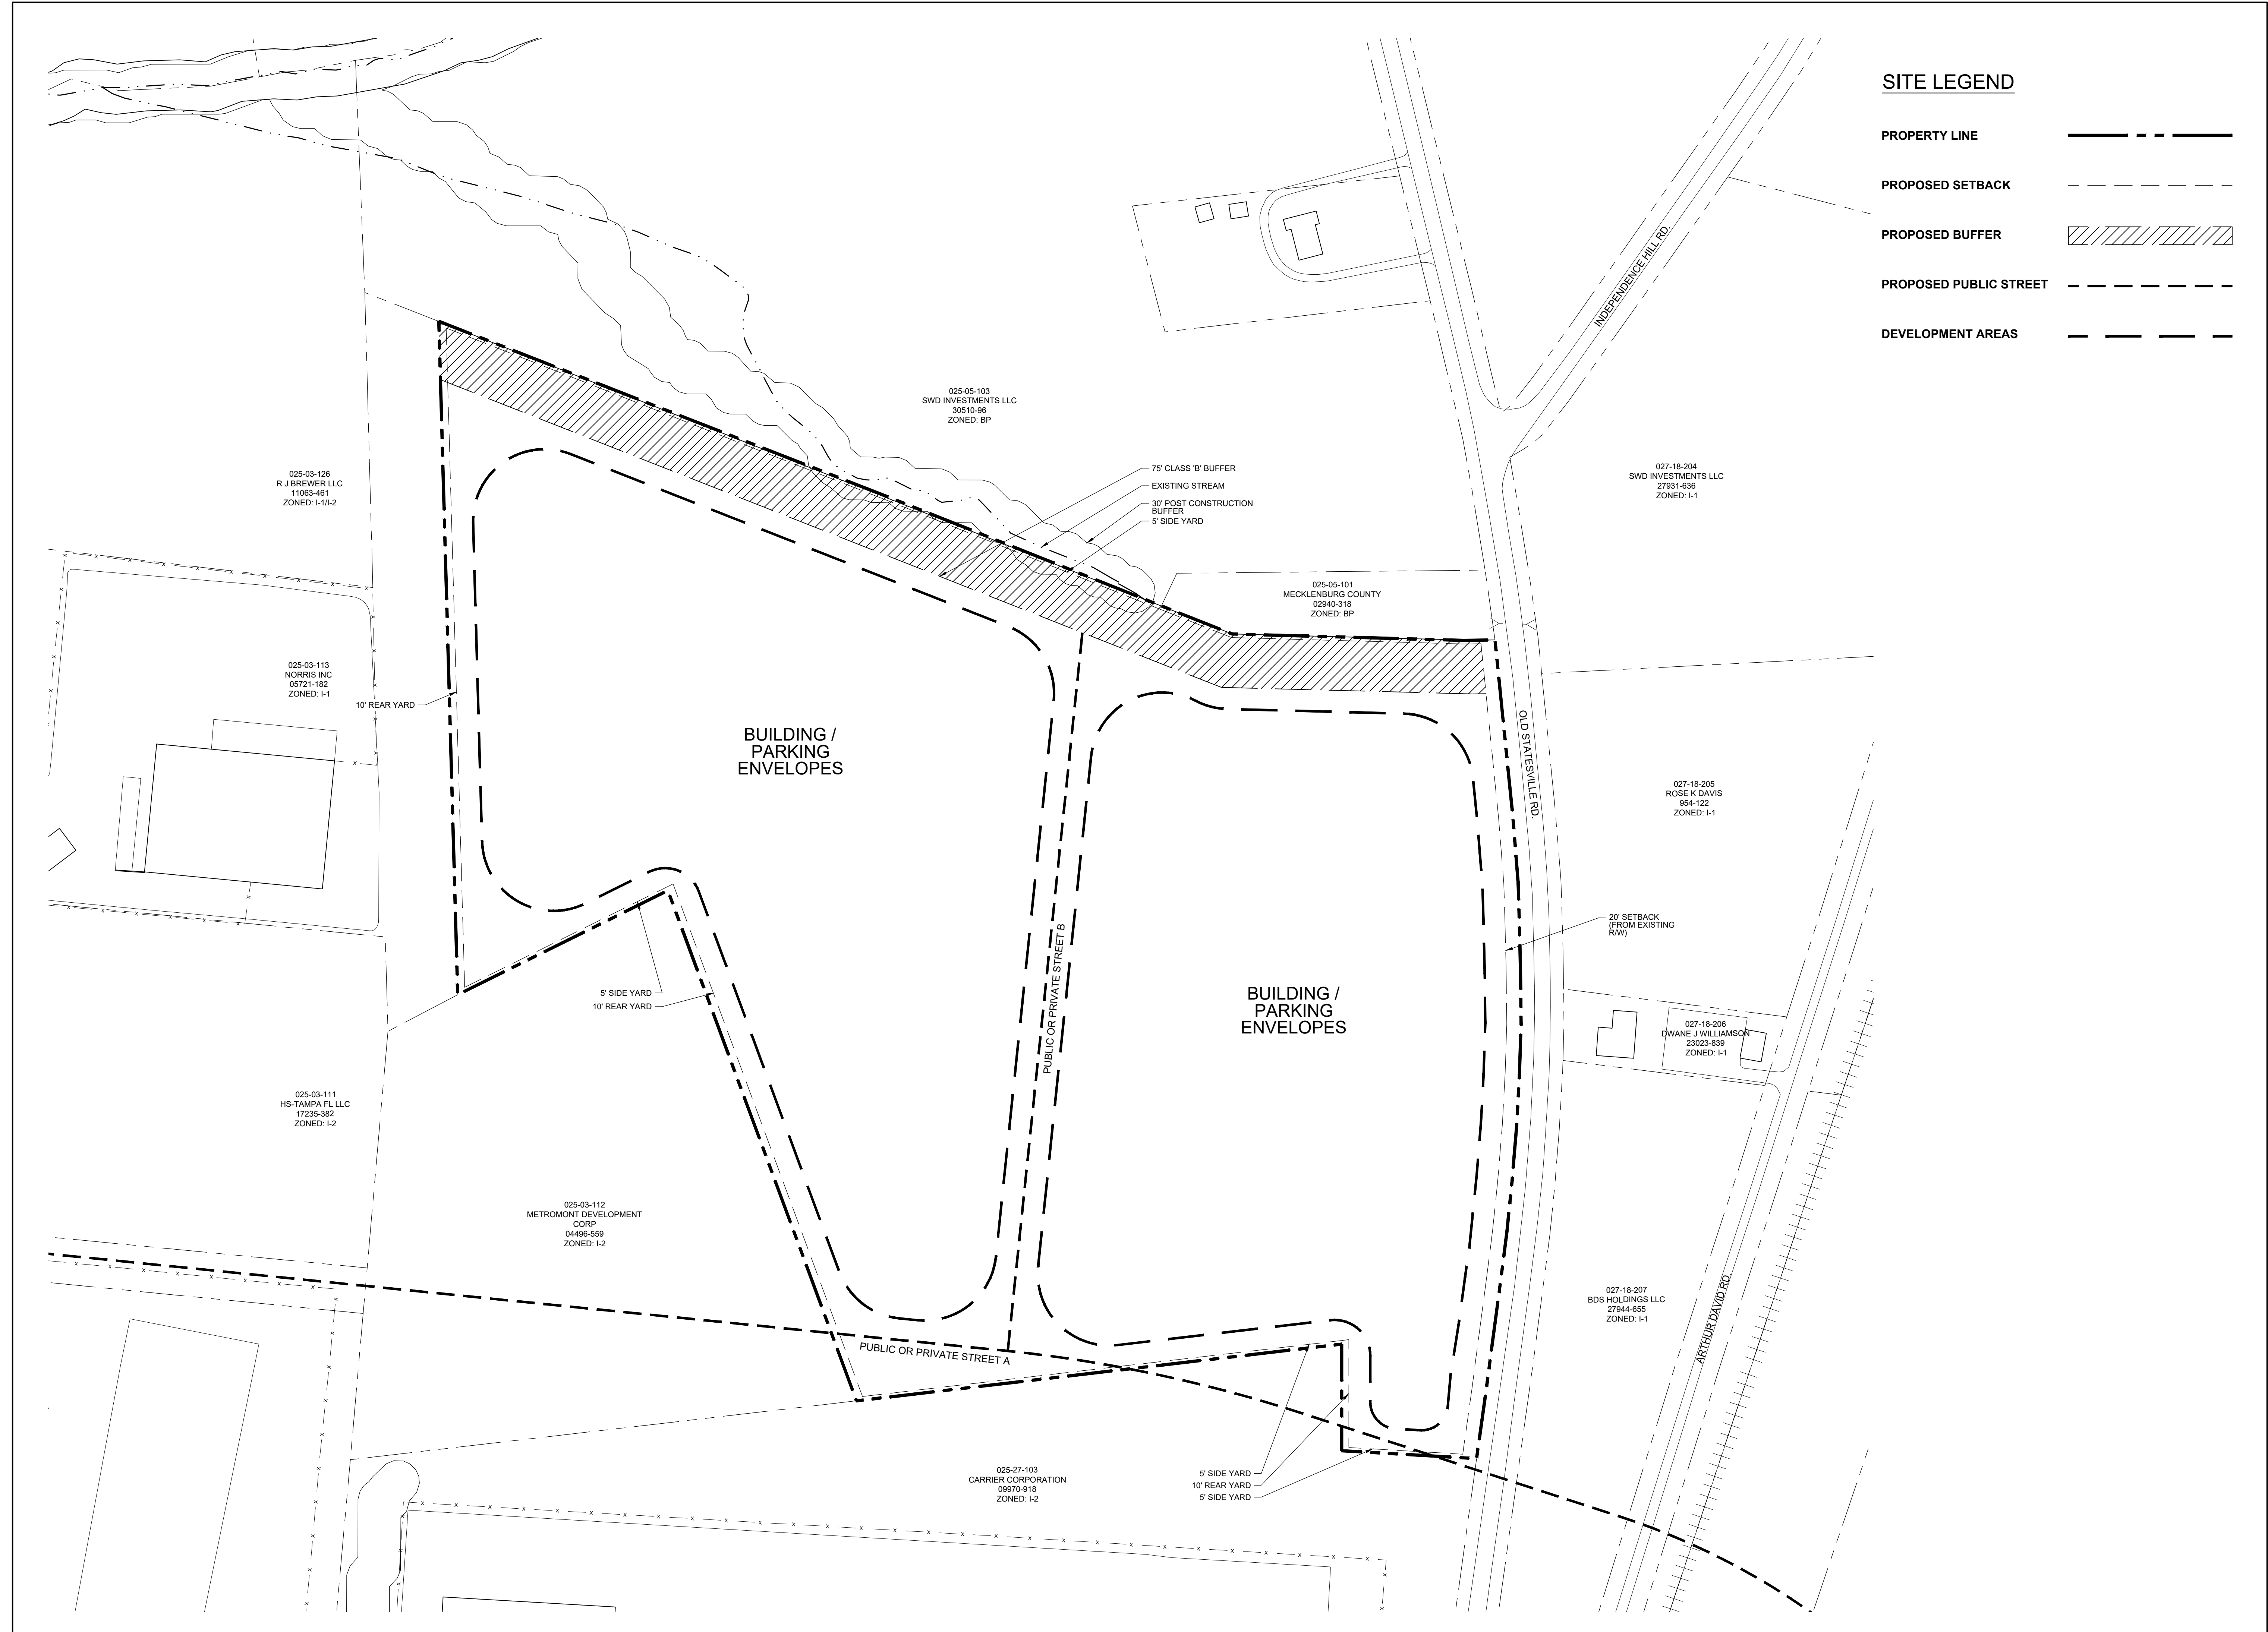 SITE LEGEND
PROPERTY LINE
PROPOSED SETBACK
PROPOSED BUFFER
PROPOSED PUBLIC STREET
DEVELOPMENT AREAS
INDEPENDENCE HILL RD.
025-05-103
SWD INVESTMENTS LLC
30510-96
ZONED: BP
75' CLASS 'B' BUFFER
EXISTING STREAM
30' POST CONSTRUCTION
BUFFER
5' SIDE YARD
025-03-126
R J BREWER LLC
11063-461
ZONED: I-1/I-2
027-18-204
SWD INVESTMENTS LLC
27931-636
ZONED: I-1
025-05-101
MECKLENBURG COUNTY
02940-318
ZONED: BP
025-03-113
NORRIS INC
05721-182
ZONED: I-1
10' REAR YARD
BUILDING /
PARKING
ENVELOPES
OLD STATESVILLE RD.
027-18-205
ROSE K DAVIS
954-122
ZONED: I-1
20' SETBACK
(FROM EXISTING
R/W)
5' SIDE YARD
10' REAR YARD
PUBLIC OR PRIVATE STREET B
BUILDING /
PARKING
ENVELOPES
027-18-206
DWANE J WILLIAMSON
23023-839
ZONED: I-1
025-03-111
HS-TAMPA FL LLC
17235-382
ZONED: I-2
025-03-112
METROMONT DEVELOPMENT
CORP
04496-559
ZONED: I-2
027-18-207
BDS HOLDINGS LLC
27944-655
ZONED: I-1
ARTHUR DAVID RD.
PUBLIC OR PRIVATE STREET A
025-27-103
CARRIER CORPORATION
09970-918
ZONED: I-2
5' SIDE YARD
10' REAR YARD
5' SIDE YARD